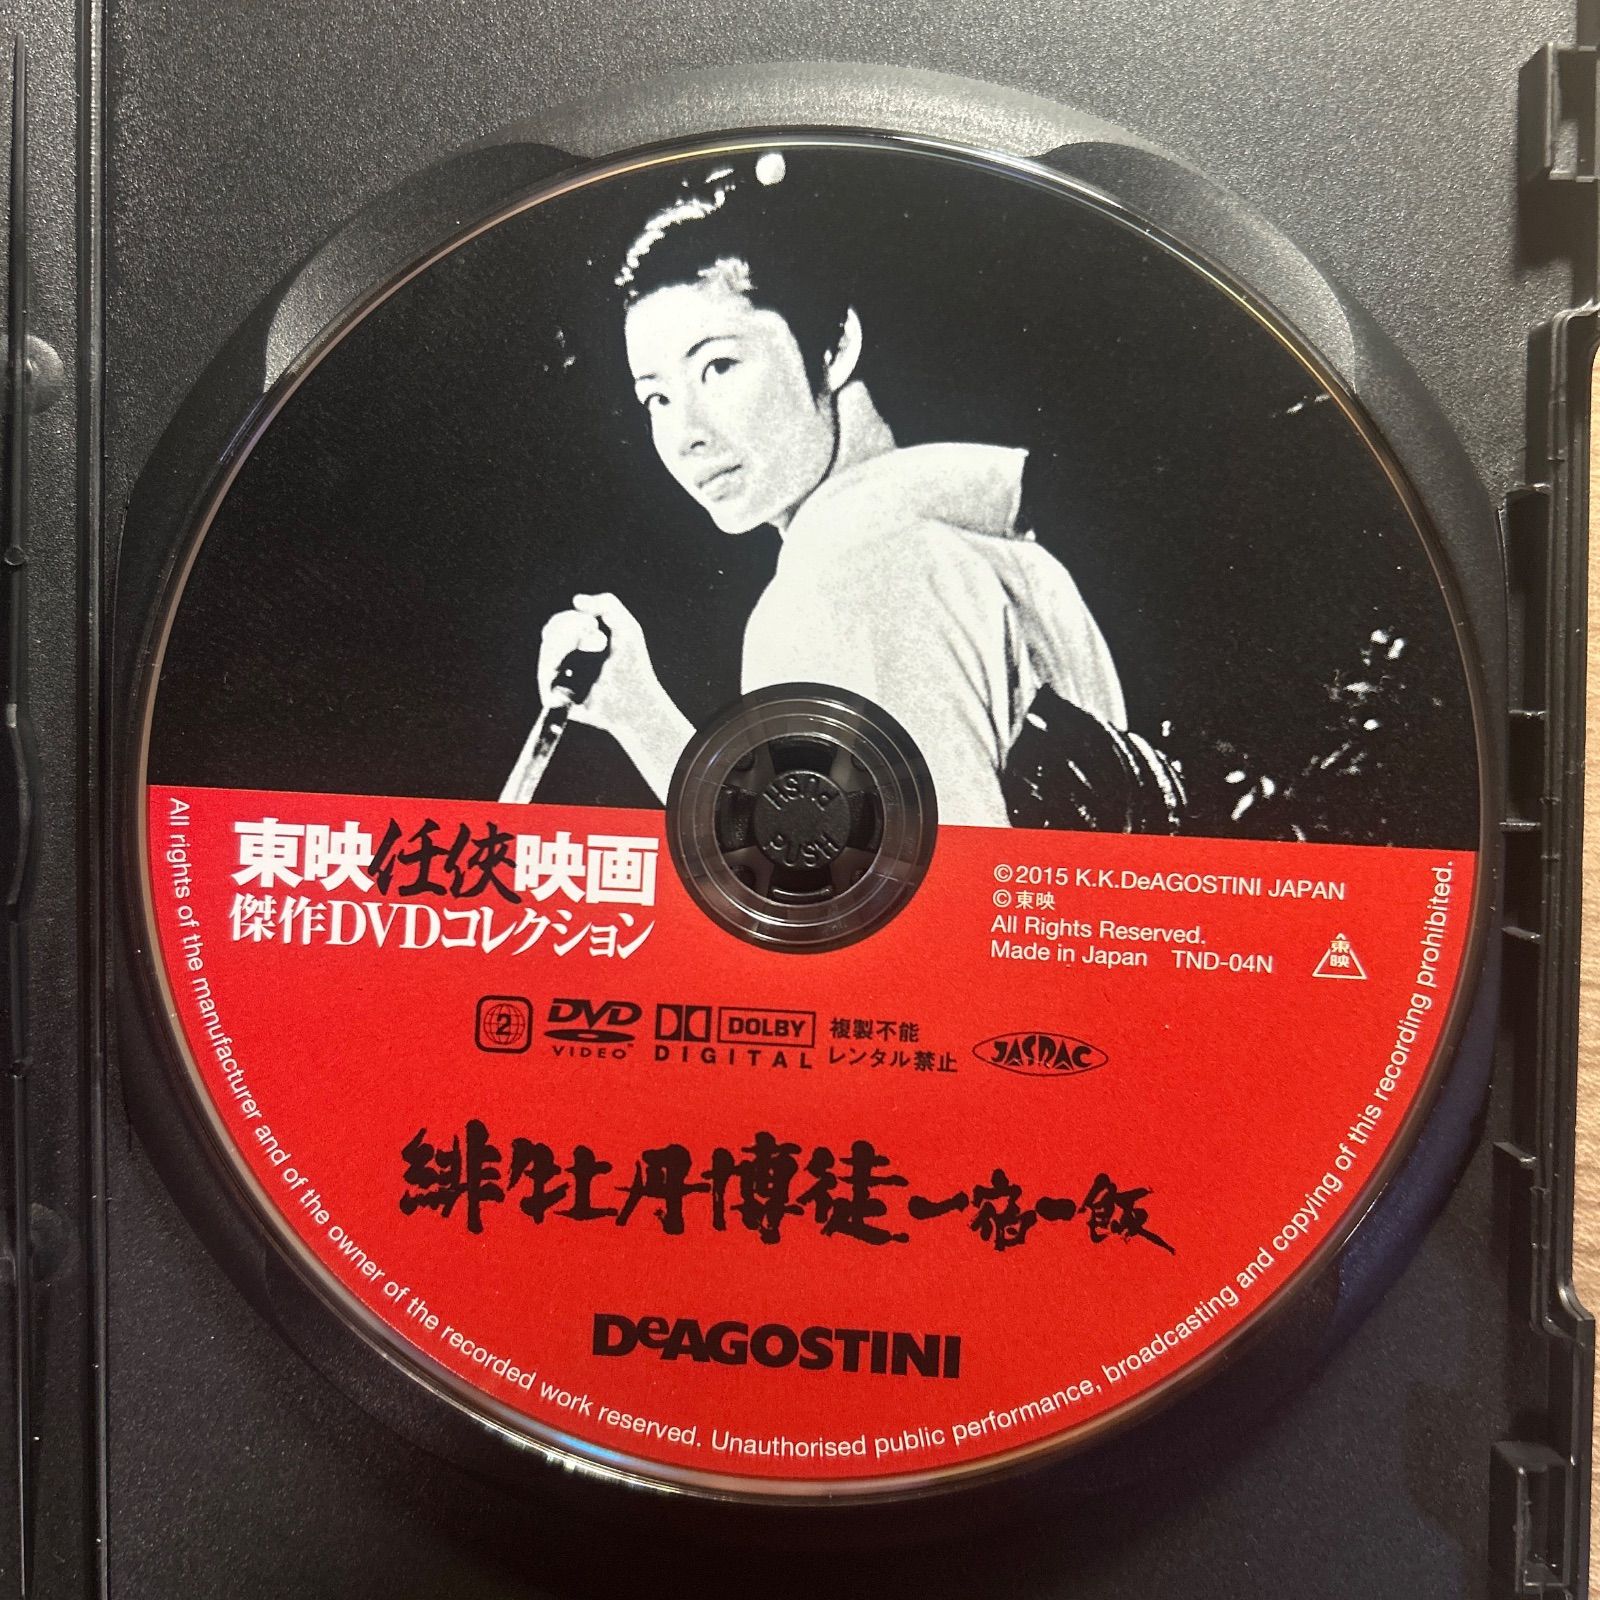 PUSH
PUSH
東映任侠映画
傑作DVDコレクション
©2015 K.K.DeAGOSTINI JAPAN
©東映
All Rights Reserved.
Made in Japan TND-04N
東映
2
DVD
VIDEO
DOLBY
DIGITAL
複製不能
レンタル禁止
JASRAC
緋牡丹博徒 一宿一飯
DeAGOSTINI
All rights of the manufacturer and of the owner of the recorded work reserved. Unauthorised public performance, broadcasting and copying of this recording prohibited.